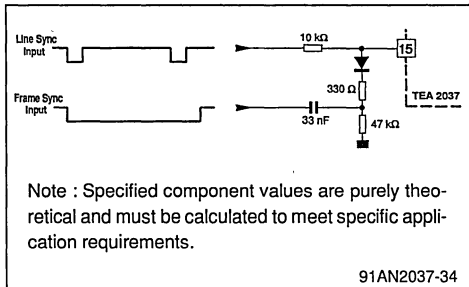 Line Sync
Input
10 kΩ
15
330 Ω
TEA 2037
Frame Sync
Input
33 nF
47 kΩ
Note : Specified component values are purely theo-
retical and must be calculated to meet specific appli-
cation requirements.
91AN2037-34